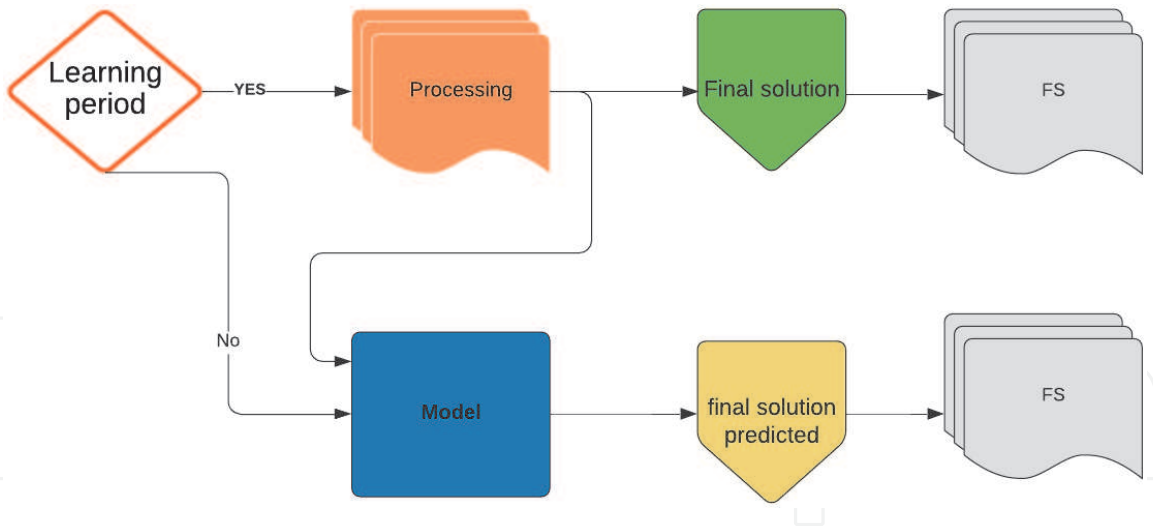 Learning
period
YES
Processing
Final solution
FS
No
Model
final solution
predicted
FS